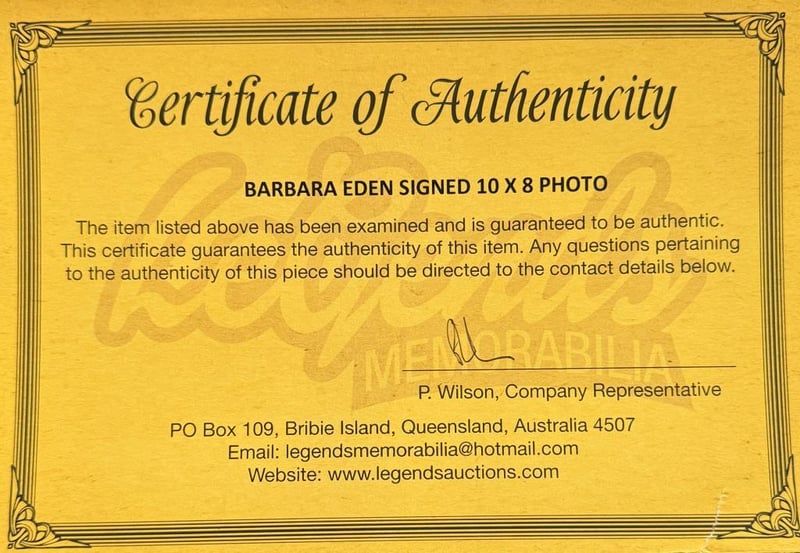 Certificate of Authenticity
BARBARA EDEN SIGNED 10 X 8 PHOTO
The item listed above has been examined and is guaranteed to be authentic.
This certificate guarantees the authenticity of this item. Any questions pertaining
to the authenticity of this piece should be directed to the contact details below.
Legends
MEMORABILIA
P. Wilson, Company Representative
PO Box 109, Bribie Island, Queensland, Australia 4507
Email: legendsmemorabilia@hotmail.com
Website: www.legendsauctions.com